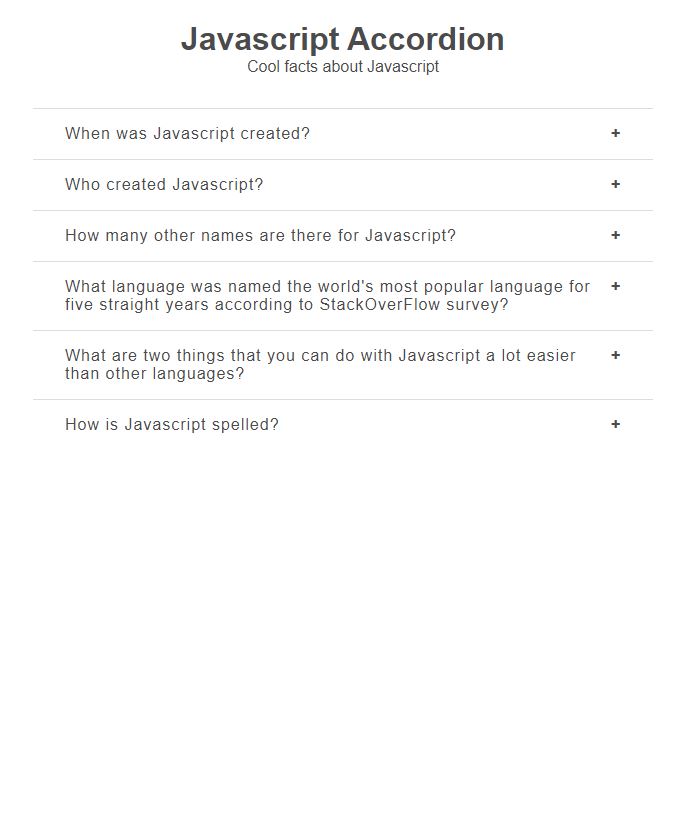 Javascript Accordion
Cool facts about Javascript
When was Javascript created? +
Who created Javascript? +
How many other names are there for Javascript? +
What language was named the world's most popular language for +
five straight years according to StackOverFlow survey?
What are two things that you can do with Javascript a lot easier +
than other languages?
How is Javascript spelled? +